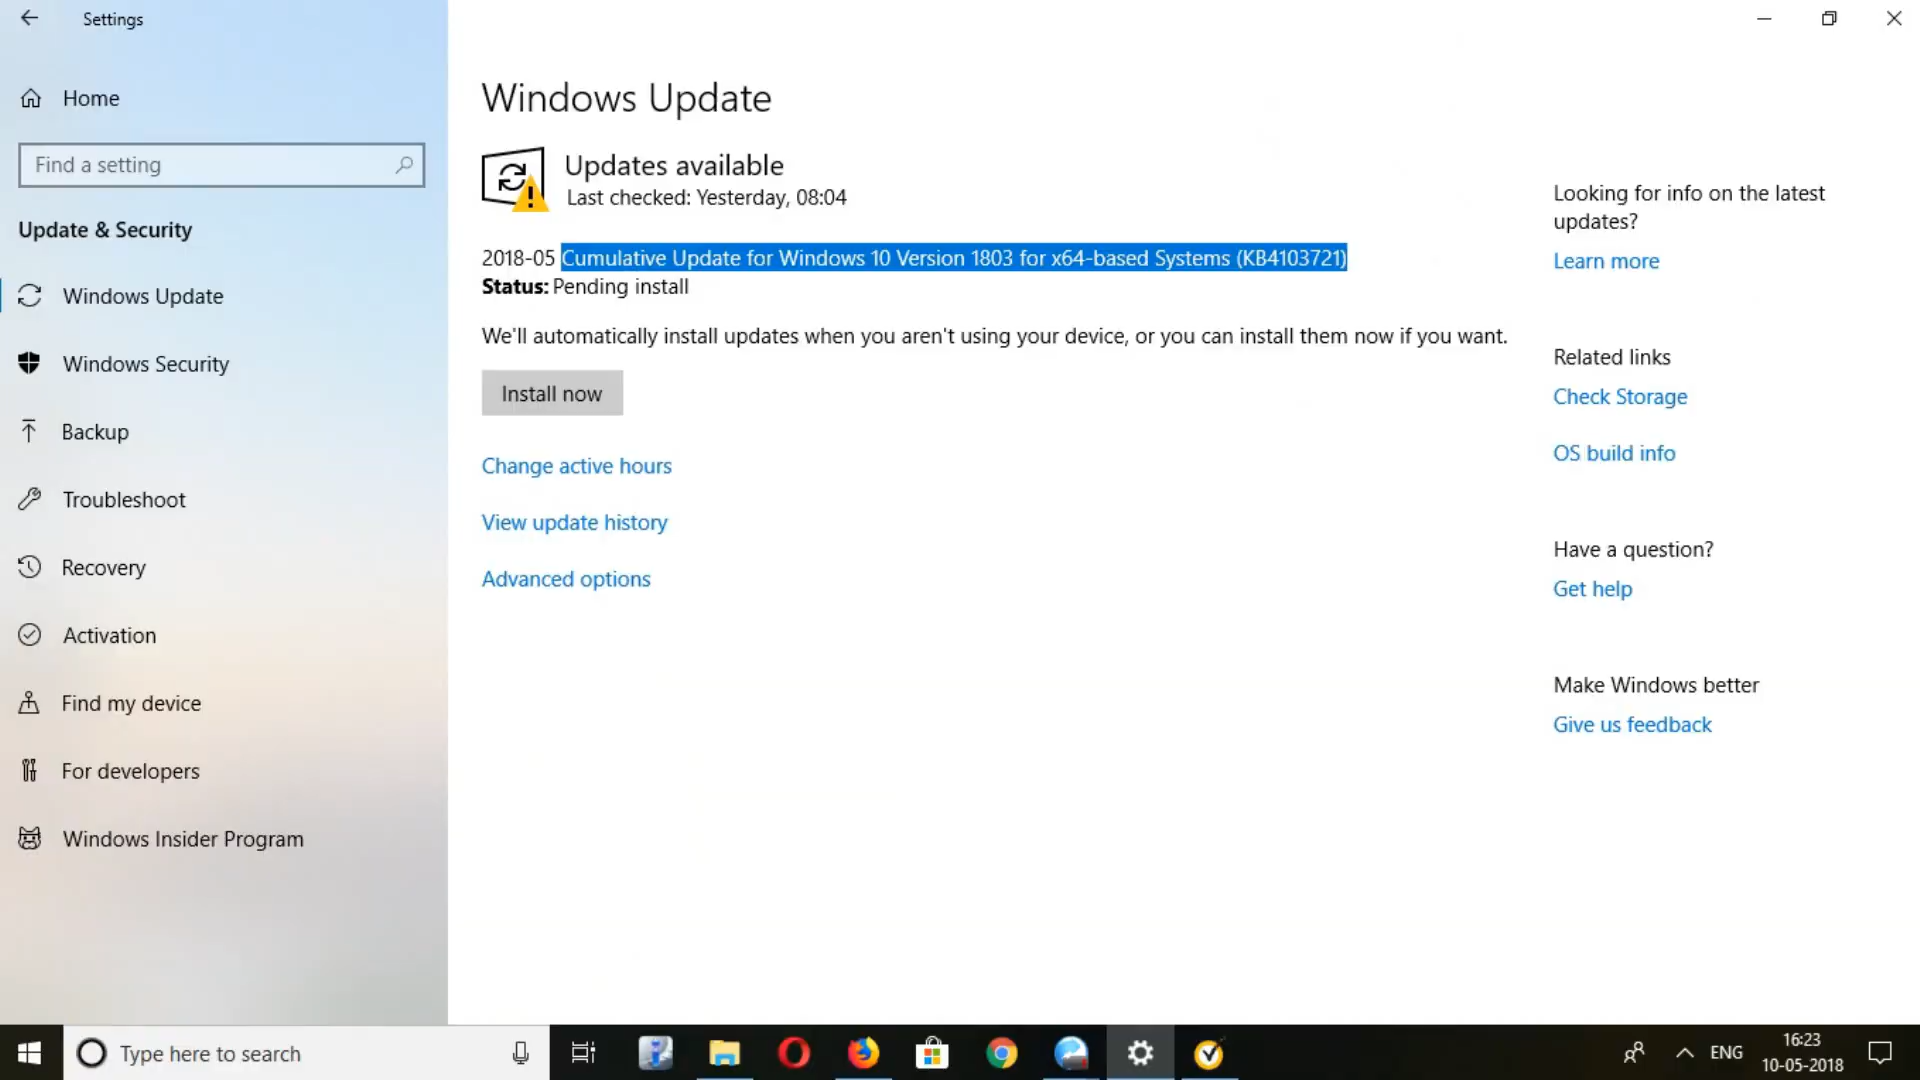 Settings
Home
Find a setting
Update & Security
Windows Update
Windows Security
Backup
Troubleshoot
Recovery
Activation
Find my device
For developers
Windows Insider Program
Windows Update
Updates available
Last checked: Yesterday, 08:04
2018-05 Cumulative Update for Windows 10 Version 1803 for x64-based Systems (KB4103721)
Status: Pending install
We'll automatically install updates when you aren't using your device, or you can install them now if you want.
Install now
Change active hours
View update history
Advanced options
Looking for info on the latest
updates?
Learn more
Related links
Check Storage
OS build info
Have a question?
Get help
Make Windows better
Give us feedback
Type here to search
ENG
16:23
10-05-2018